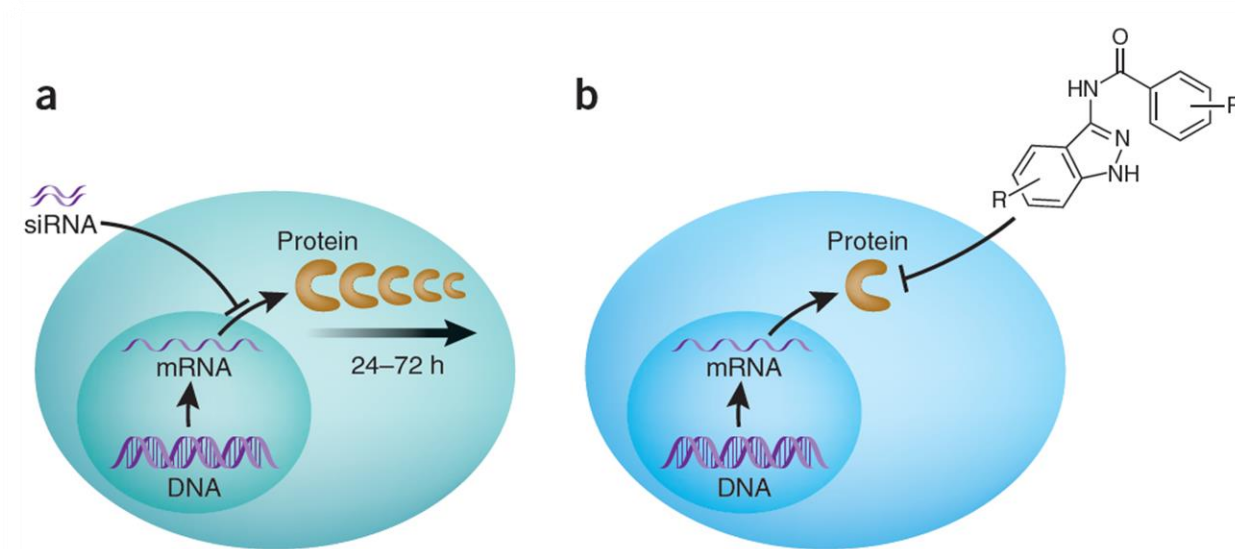 a
siRNA
Protein
24–72 h
mRNA
DNA
b
Protein
mRNA
DNA
O
HN
N
NH
R